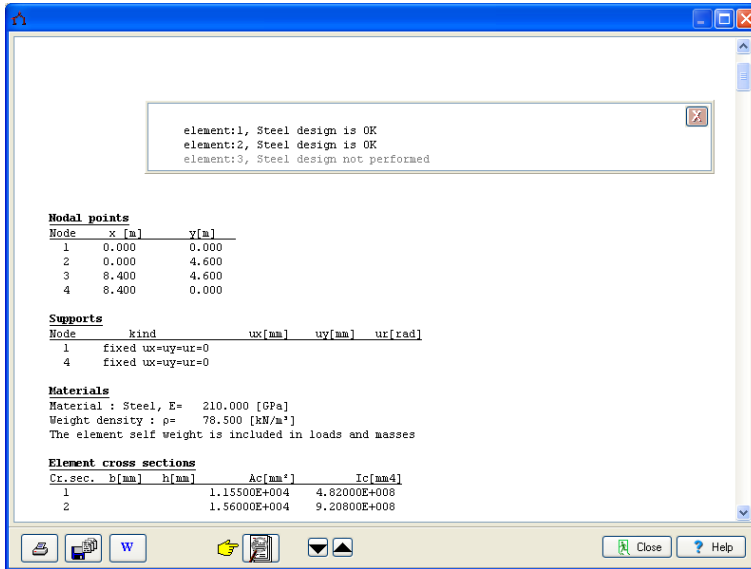 element:1, Steel design is OK
element:2, Steel design is OK
element:3, Steel design not performed
X
Nodal points
Node x [m] y[m]
1 0.000 0.000
2 0.000 4.600
3 8.400 4.600
4 8.400 0.000
Supports
Node kind ux[mm] uy[mm] ur[rad]
1 fixed ux=uy=ur=0
4 fixed ux=uy=ur=0
Materials
Material : Steel, E= 210.000 [GPa]
Weight density : ρ= 78.500 [kN/m³]
The element self weight is included in loads and masses
Element cross sections
Cr.sec. b[mm] h[mm] Ac[mm²] Ic[mm4]
1 1.15500E+004 4.82000E+008
2 1.56000E+004 9.20800E+008
W Close ? Help